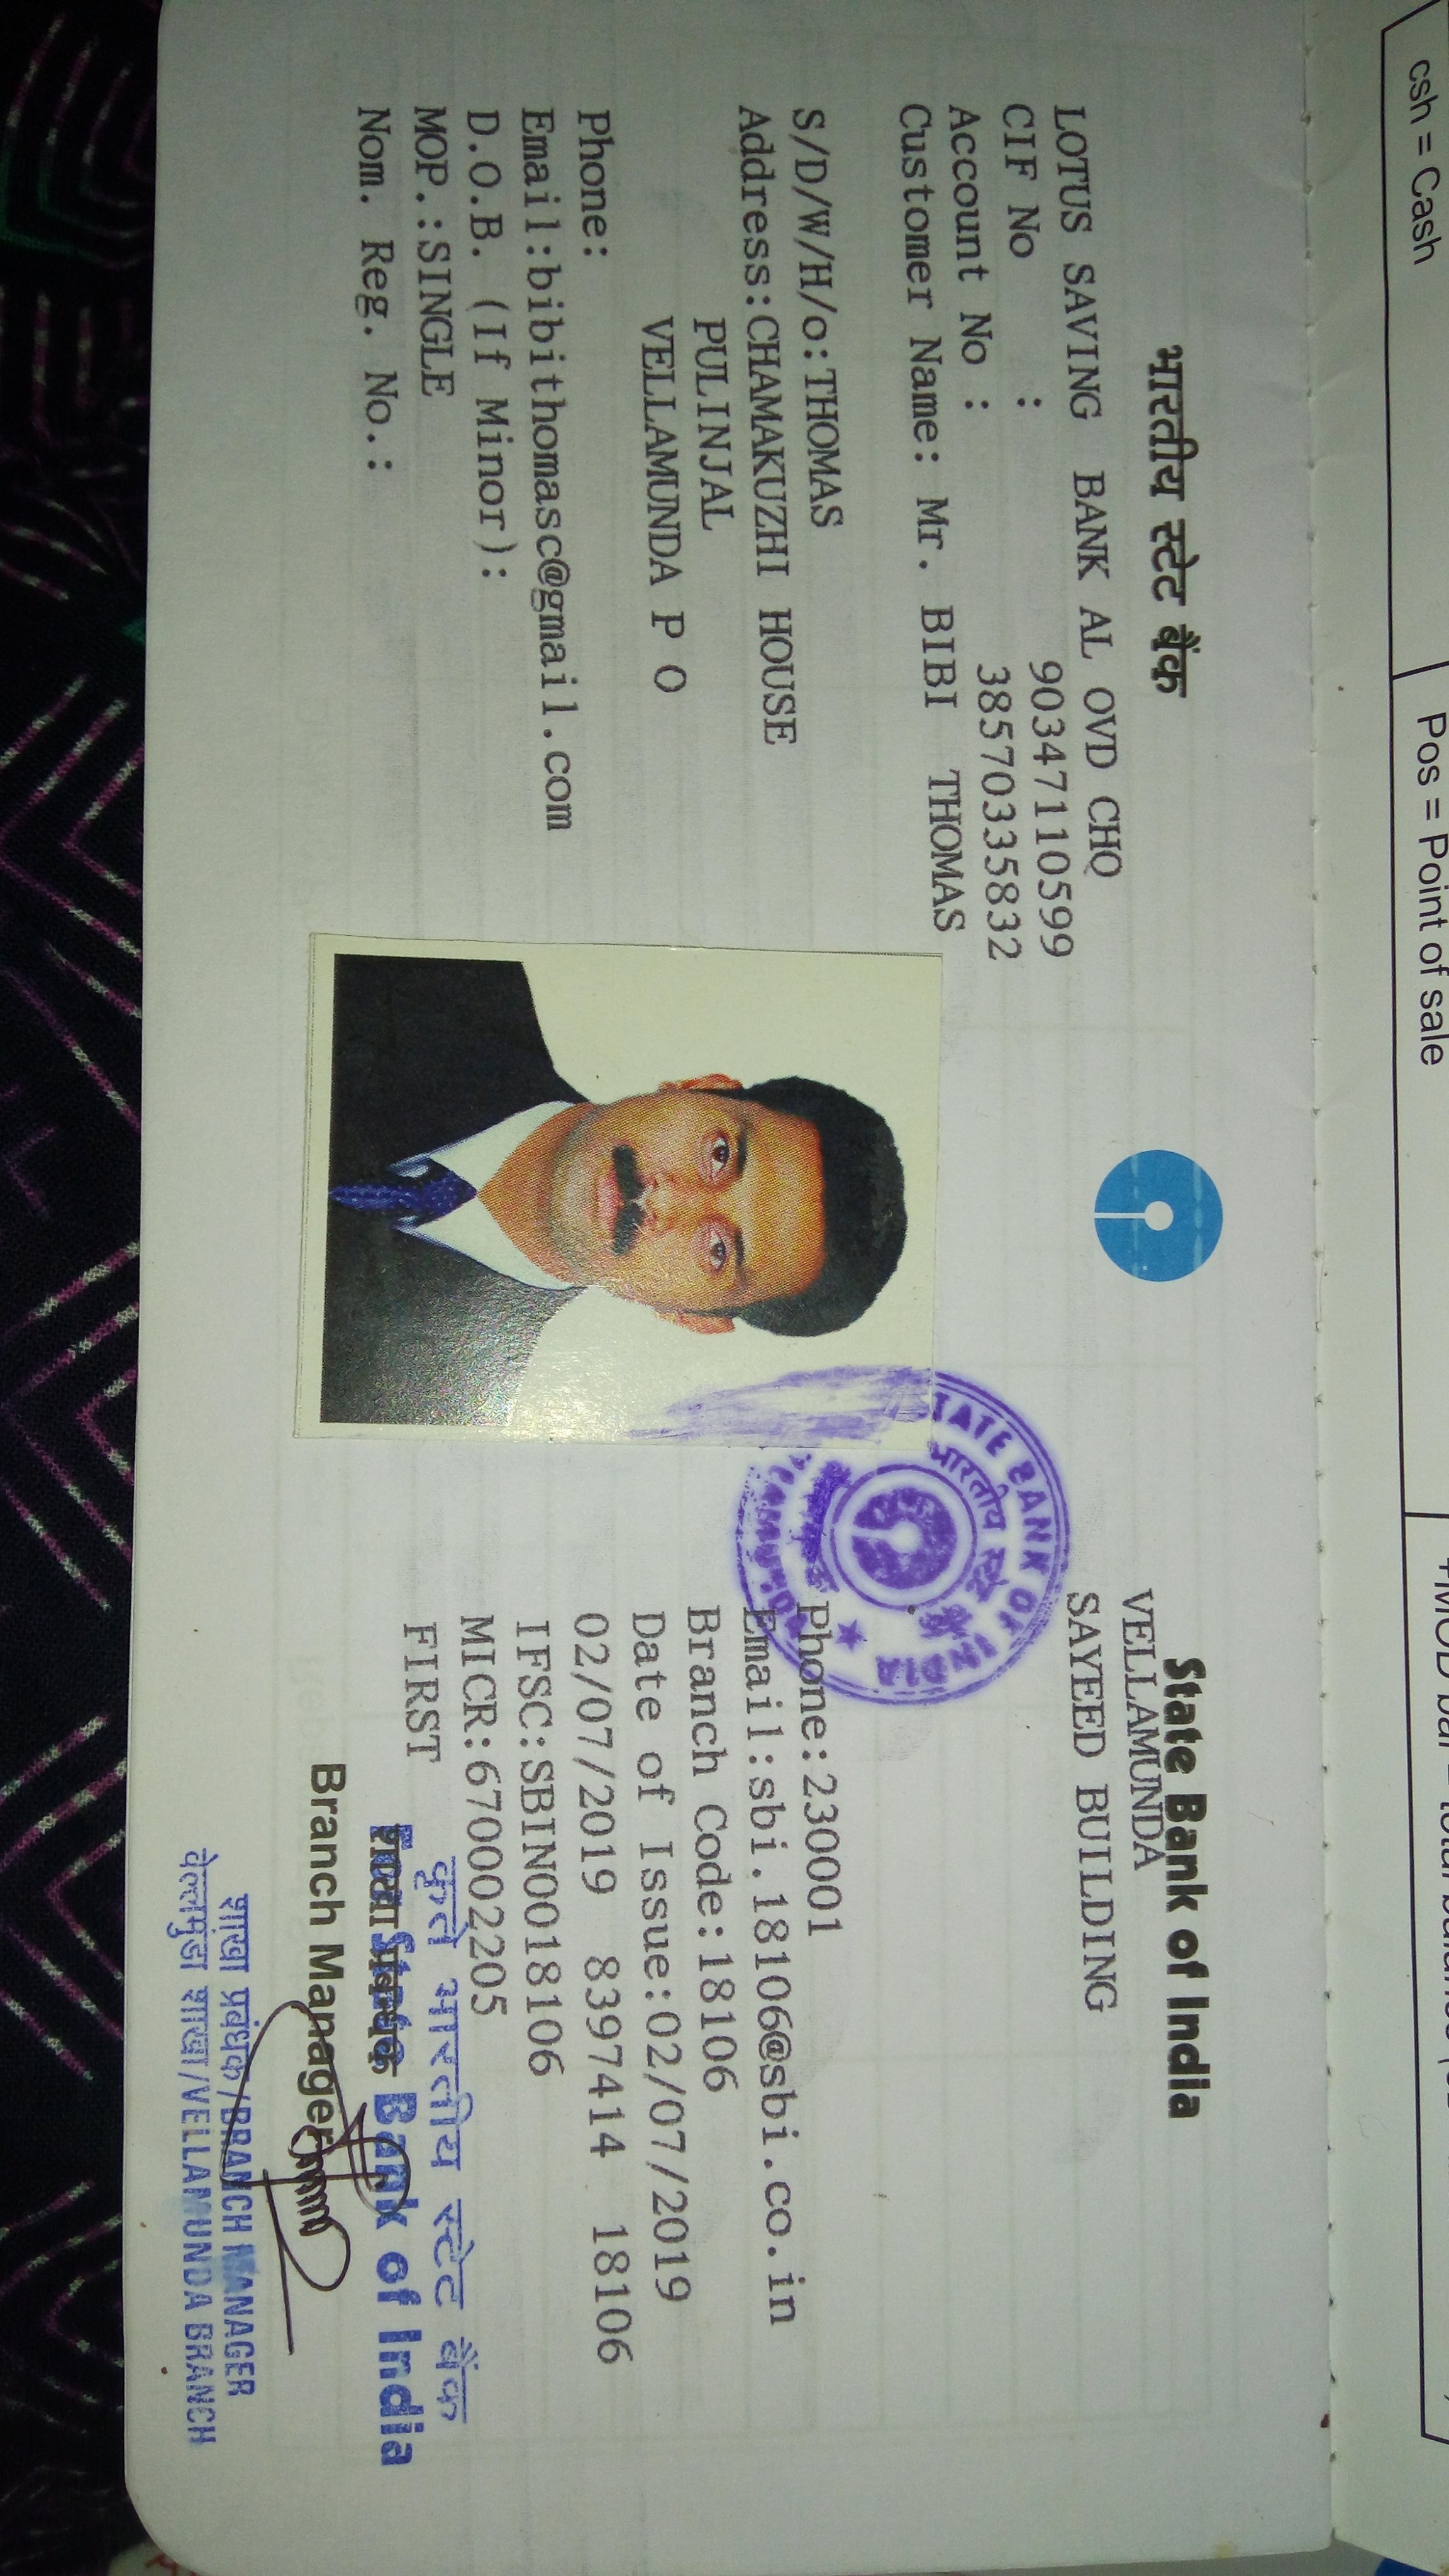 csh = Cash
Pos = Point of sale
भारतीय स्टेट बैंक
State Bank of India
LOTUS SAVING BANK AL OVD CHQ
CIF No : 90347110599
Account No : 38570335832
Customer Name: Mr. BIBI THOMAS
S/D/W/H/o:THOMAS
Address:CHAMAKUZHI HOUSE
PULINJAL
VELLAMUNDA P O
Phone:
Email:bibithomasc@gmail.com
D.O.B. (If Minor):
MOP.:SINGLE
Nom. Reg. No.:
VELLAMUNDA
SAYEED BUILDING
STATE BANK OF INDIA
भारतीय स्टेट बैंक
Phone:230001
Email:sbi.18106@sbi.co.in
Branch Code:18106
Date of Issue:02/07/2019
02/07/2019 8397414 18106
IFSC:SBIN0018106
MICR:670002205
FIRST
कृते भारतीय स्टेट बैंक
For State Bank of India
शाखा प्रबन्धक
Branch Manager
शाखा प्रबंधक/BRANCH MANAGER
वेल्लमुंडा शाखा/VELLAMUNDA BRANCH